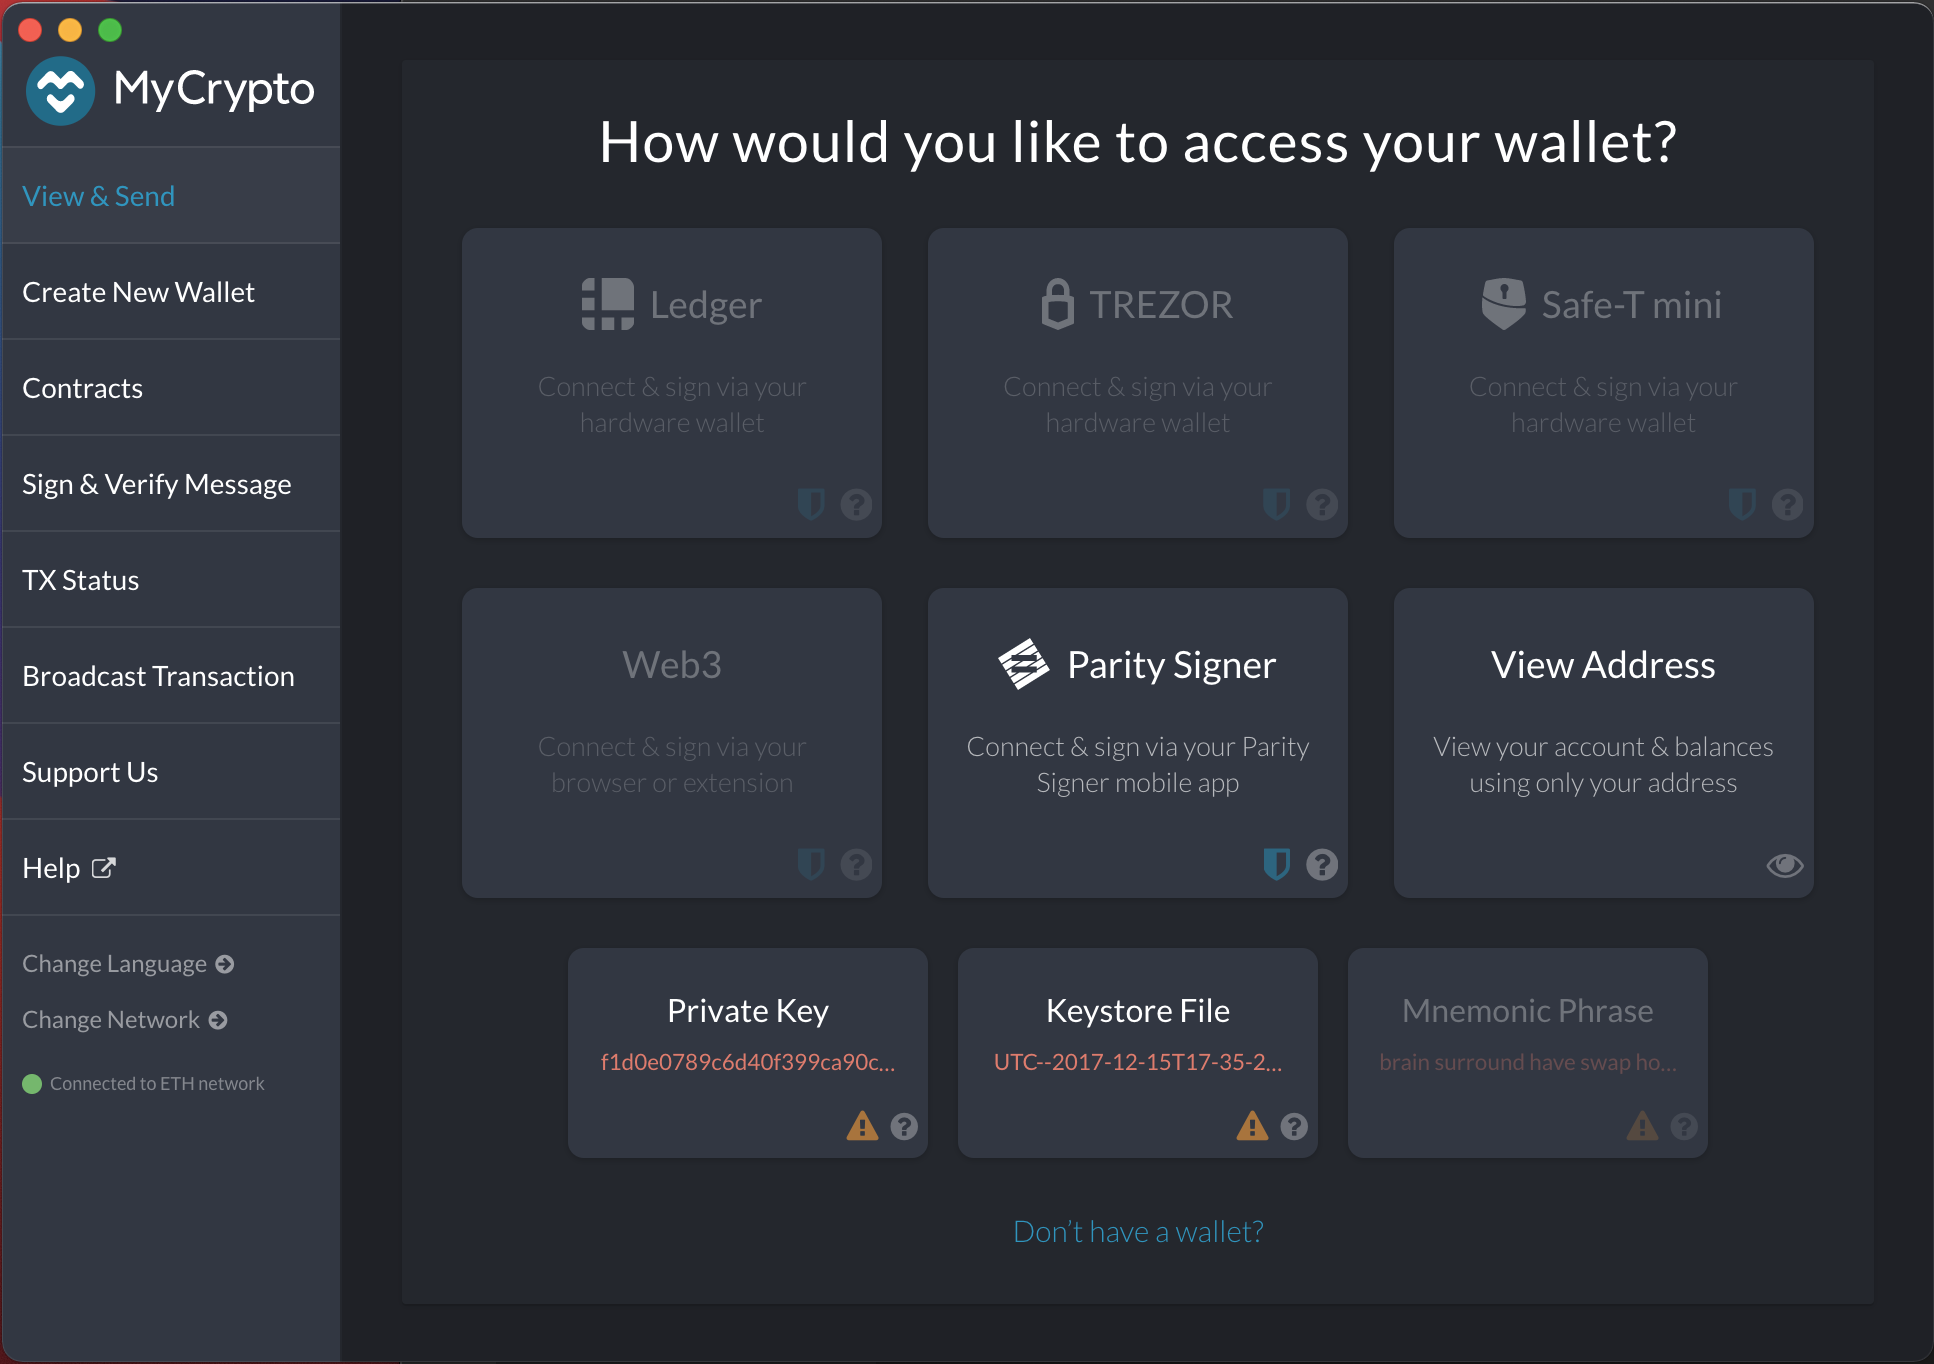 MyCrypto
View & Send
Create New Wallet
Contracts
Sign & Verify Message
TX Status
Broadcast Transaction
Support Us
Help
Change Language
Change Network
Connected to ETH network
How would you like to access your wallet?
Ledger
Connect & sign via your
hardware wallet
TREZOR
Connect & sign via your
hardware wallet
Safe-T mini
Connect & sign via your
hardware wallet
Web3
Connect & sign via your
browser or extension
Parity Signer
Connect & sign via your Parity
Signer mobile app
View Address
View your account & balances
using only your address
Private Key
f1d0e0789c6d40f399ca90c...
Keystore File
UTC--2017-12-15T17-35-2...
Mnemonic Phrase
brain surround have swap ho...
Don't have a wallet?